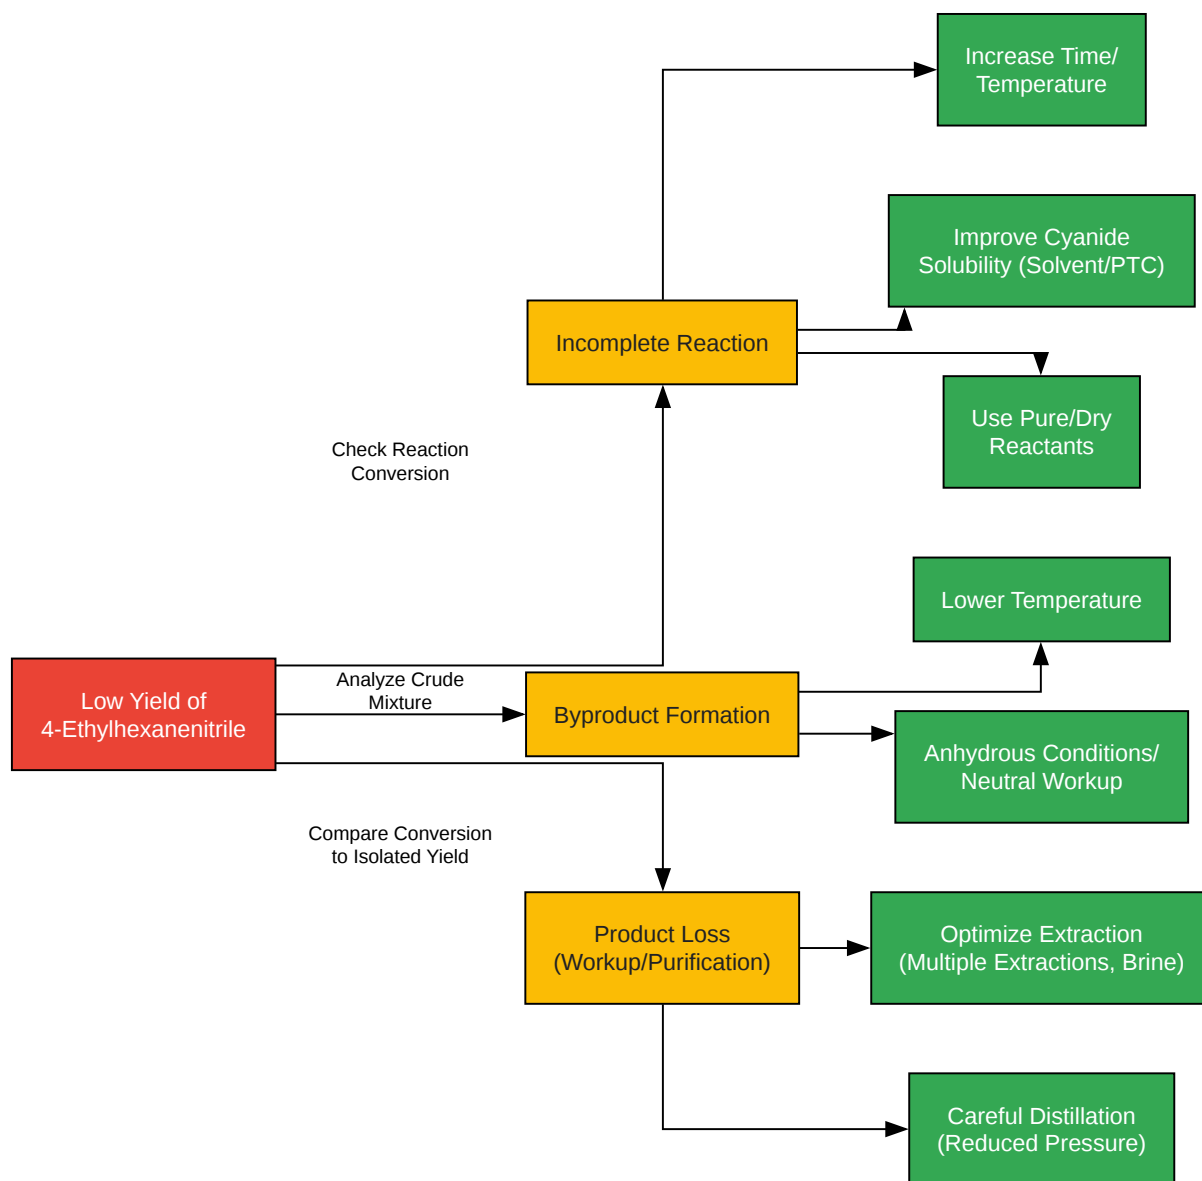 Increase Time/
Temperature
Improve Cyanide
Solubility (Solvent/PTC)
Incomplete Reaction
Use Pure/Dry
Reactants
Check Reaction
Conversion
Lower Temperature
Low Yield of
4-Ethylhexanenitrile
Analyze Crude
Mixture
Byproduct Formation
Anhydrous Conditions/
Neutral Workup
Compare Conversion
to Isolated Yield
Product Loss
(Workup/Purification)
Optimize Extraction
(Multiple Extractions, Brine)
Careful Distillation
(Reduced Pressure)